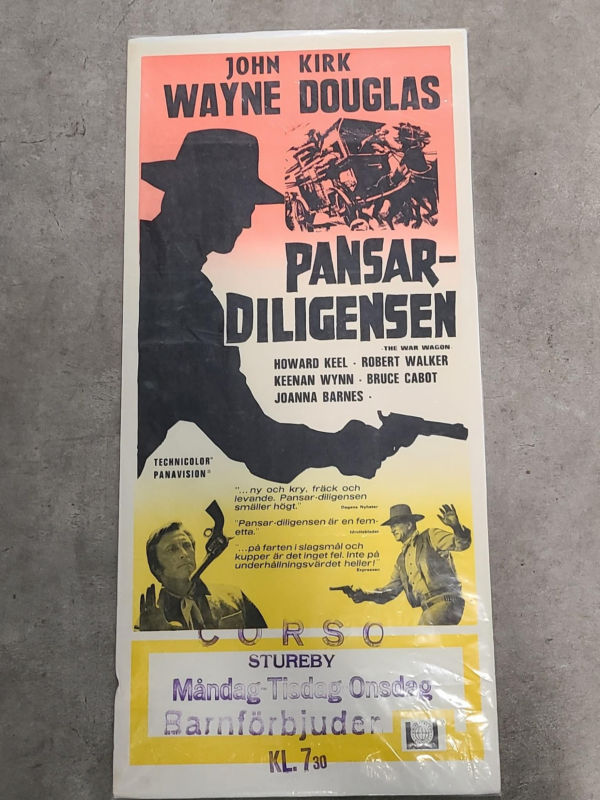 JOHN KIRK
WAYNE DOUGLAS
PANSAR-
DILIGENSEN
·THE WAR WAGON·
HOWARD KEEL · ROBERT WALKER
KEENAN WYNN · BRUCE CABOT
JOANNA BARNES ·
TECHNICOLOR®
PANAVISION®
"...ny och kry, fräck och
levande. Pansar-diligensen
smäller högt."
Dagens Nyheter
"Pansar-diligensen är en fem-
etta."
Idrottsbladet
"...på farten i slagsmål och
kupper är det inget fel. Inte på
underhållningsvärdet heller!"
Expressen
CORSO
STUREBY
Måndag-Tisdag Onsdag
Barnförbjuder
KL. 7 30